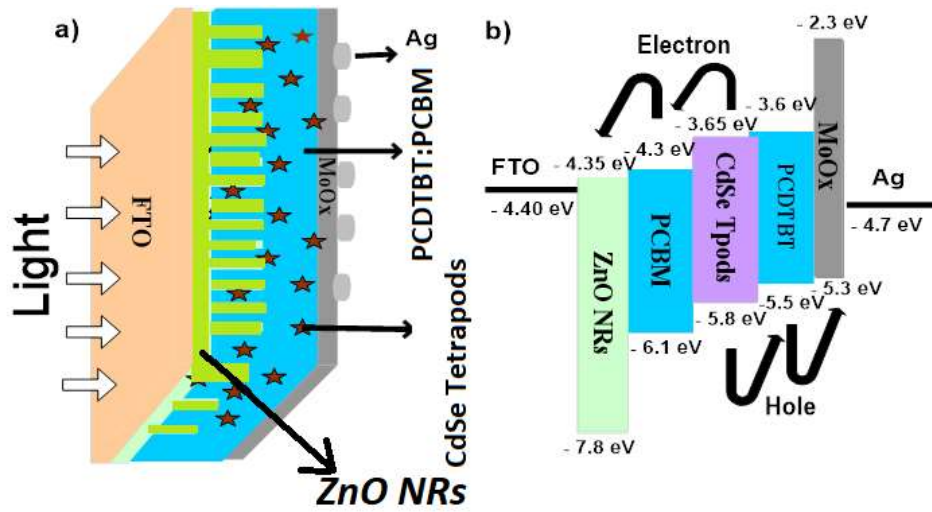 a)
Light
FTO
MoOx
Ag
PCDTBT:PCBM
CdSe Tetrapods
ZnO NRs
b)
Electron
- 2.3 eV
- 3.6 eV
- 3.65 eV
- 4.3 eV
- 4.35 eV
FTO
- 4.40 eV
ZnO NRs
PCBM
CdSe Tpods
PCDTBT
MoOx
Ag
- 4.7 eV
- 5.3 eV
-5.5 eV
- 5.8 eV
- 6.1 eV
Hole
- 7.8 eV